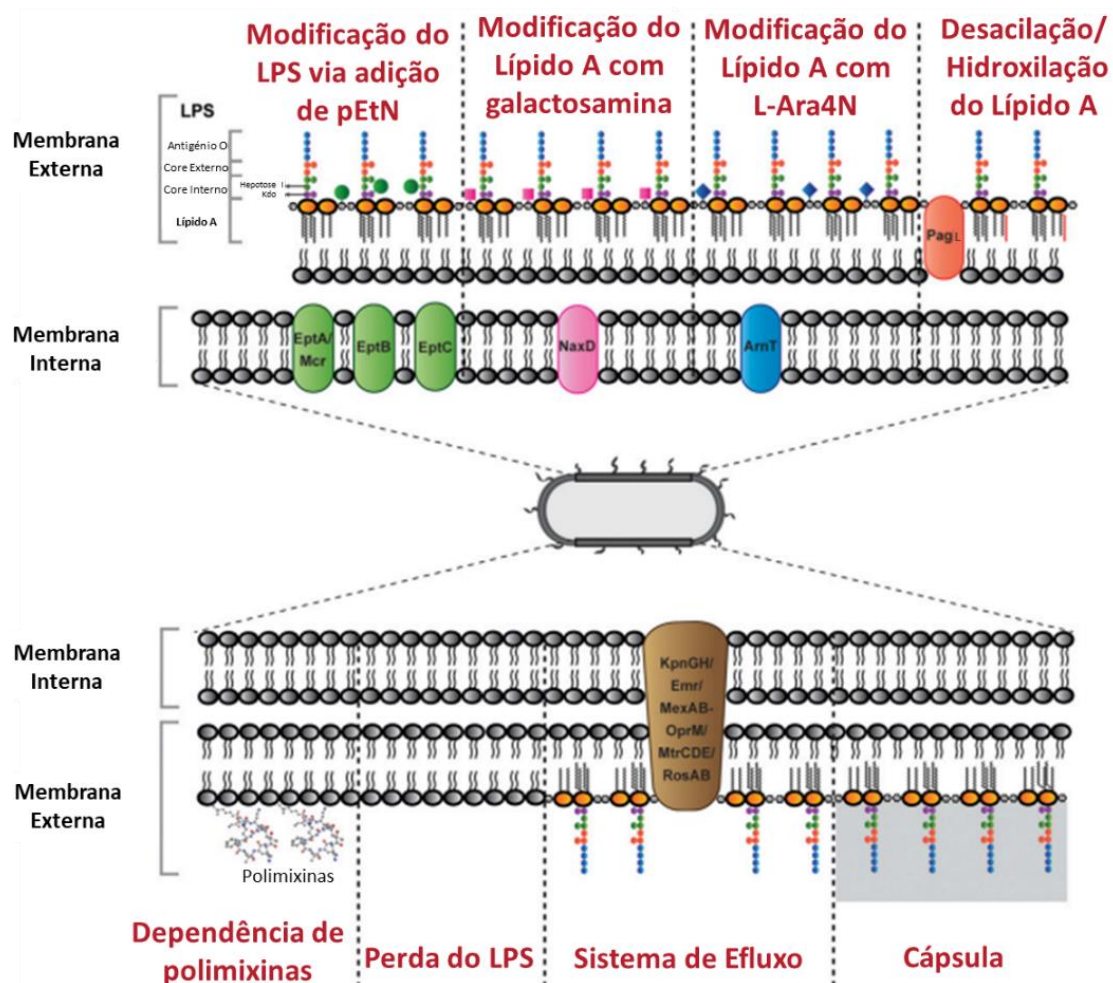 Modificação do
LPS via adição
de pEtN
Modificação do
Lípido A com
galactosamina
Modificação do
Lípido A com
L-Ara4N
Desacilação/
Hidroxilação
do Lípido A
Membrana
Externa
LPS
Antigénio O
Core Externo
Core Interno
Hepotose I
Kdo
Lípido A
PagL
Membrana
Interna
EptA/
Mcr
EptB
EptC
NaxD
ArnT
Membrana
Interna
KpnGH/
Emr/
MexAB-
OprM/
MtrCDE/
RosAB
Membrana
Externa
Polimixinas
Dependência de
polimixinas
Perda do LPS
Sistema de Efluxo
Cápsula